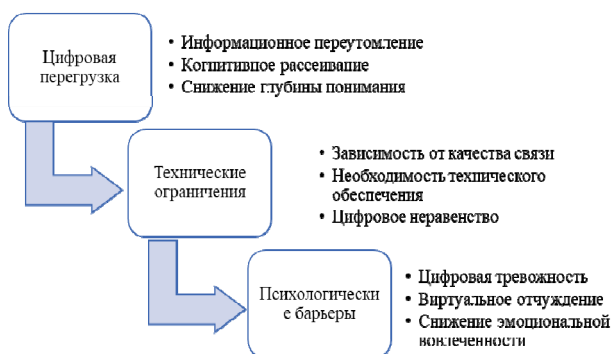 Цифровая
перегрузка
• Информационное переутомление
• Когнитивное рассеивание
• Снижение глубины понимания
Технические
ограничения
• Зависимость от качества связи
• Необходимость технического
обеспечения
• Цифровое неравенство
Психологически
е барьеры
• Цифровая тревожность
• Виртуальное отчуждение
• Снижение эмоциональной
вовлеченности